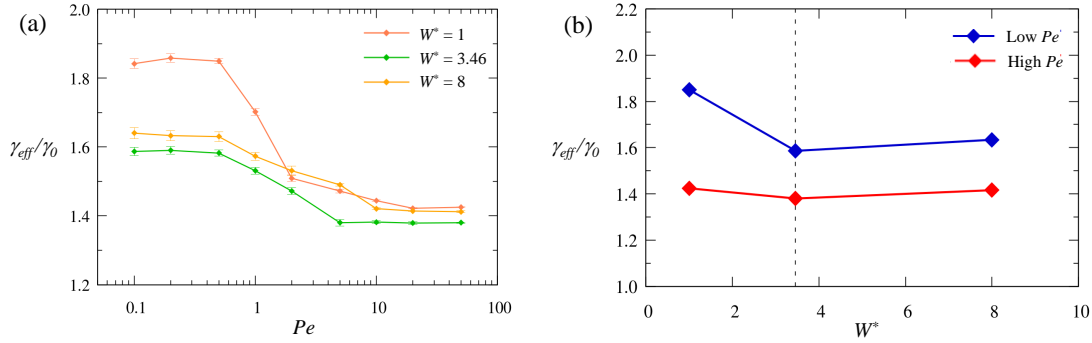 (a)
2.0
1.8
1.6
1.4
1.2
γeff/γ0
W* = 1
W* = 3.46
W* = 8
0.1
1
10
100
Pe
(b)
2.2
2.0
1.8
1.6
1.4
1.2
1.0
γeff/γ0
Low Pe
High Pe
0
2
4
6
8
10
W*